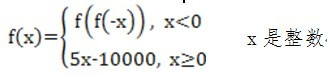 f(x)={ f(f(-x)), x<0
5x-10000, x≥0 x 是整数